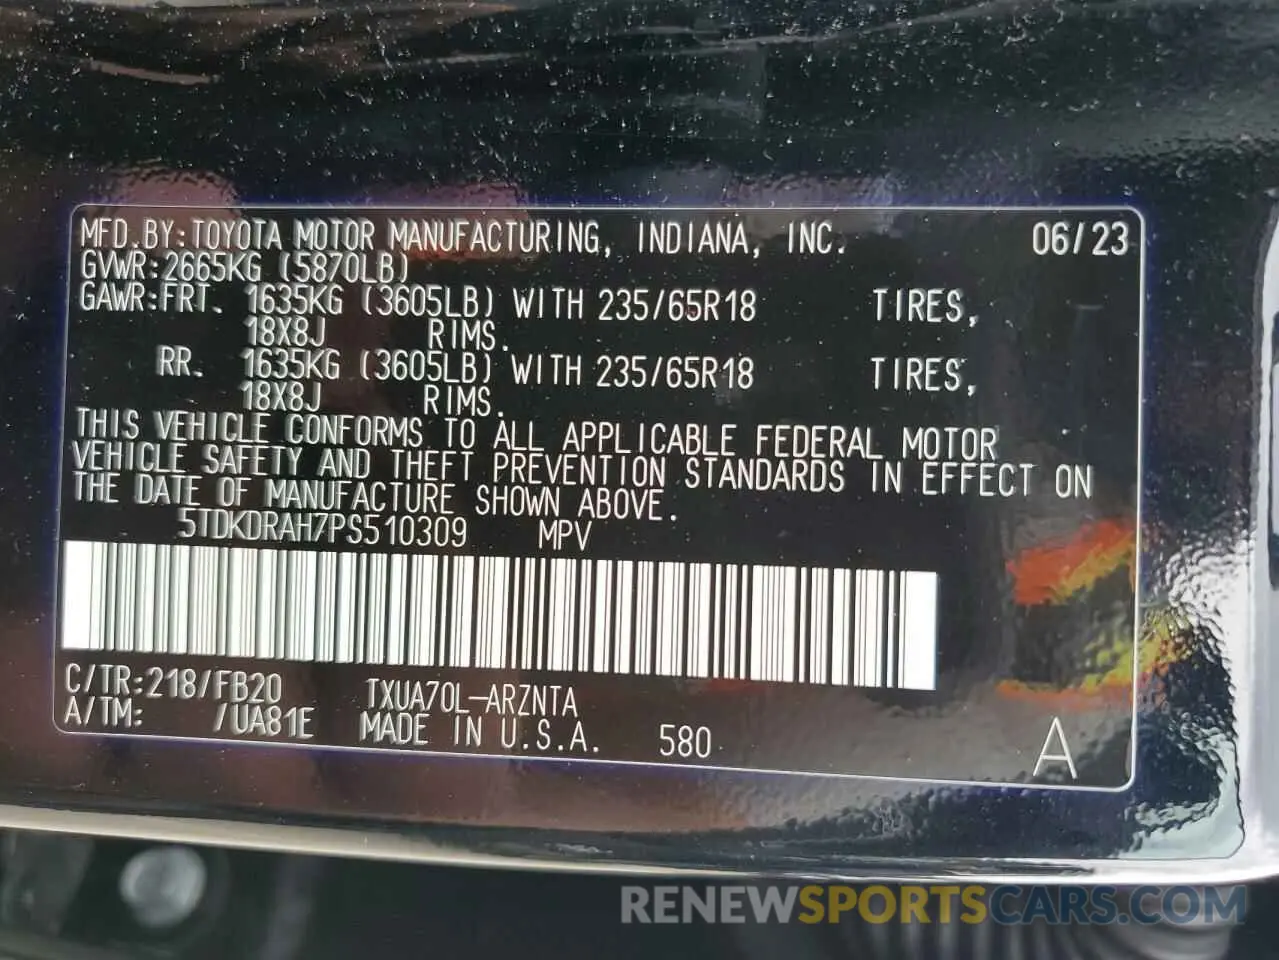 MFD.BY:TOYOTA MOTOR MANUFACTURING, INDIANA, INC. 06/23
GVWR:2665KG (5870LB)
GAWR:FRT. 1635KG (3605LB) WITH 235/65R18 TIRES,
18X8J RIMS.
RR. 1635KG (3605LB) WITH 235/65R18 TIRES,
18X8J RIMS.
THIS VEHICLE CONFORMS TO ALL APPLICABLE FEDERAL MOTOR
VEHICLE SAFETY AND THEFT PREVENTION STANDARDS IN EFFECT ON
THE DATE OF MANUFACTURE SHOWN ABOVE.
5TDKDRAH7PS510309 MPV
C/TR:218/FB20 TXUA70L-ARZNTA
A/TM: /UA81E MADE IN U.S.A. 580 A
RENEWSPORTSCARS.COM